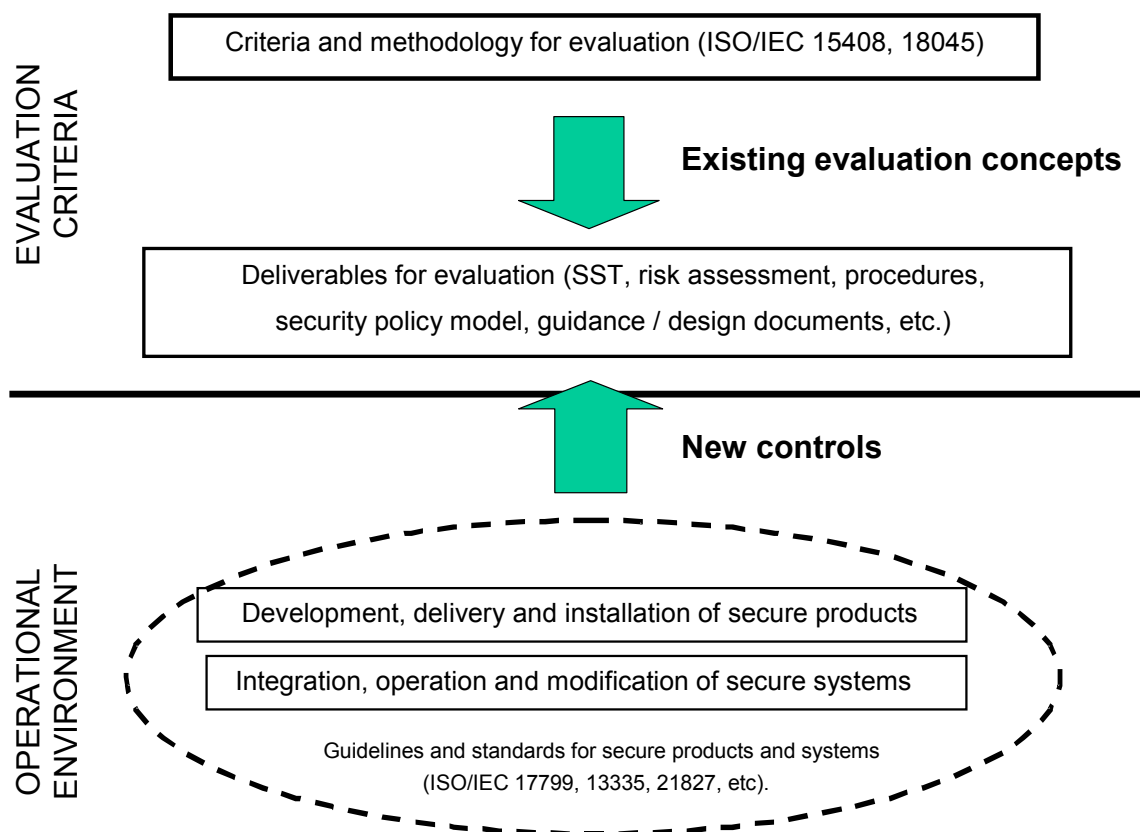 Criteria and methodology for evaluation (ISO/IEC 15408, 18045)
EVALUATION
CRITERIA
Existing evaluation concepts
Deliverables for evaluation (SST, risk assessment, procedures,
security policy model, guidance / design documents, etc.)
New controls
OPERATIONAL
ENVIRONMENT
Development, delivery and installation of secure products
Integration, operation and modification of secure systems
Guidelines and standards for secure products and systems
(ISO/IEC 17799, 13335, 21827, etc).